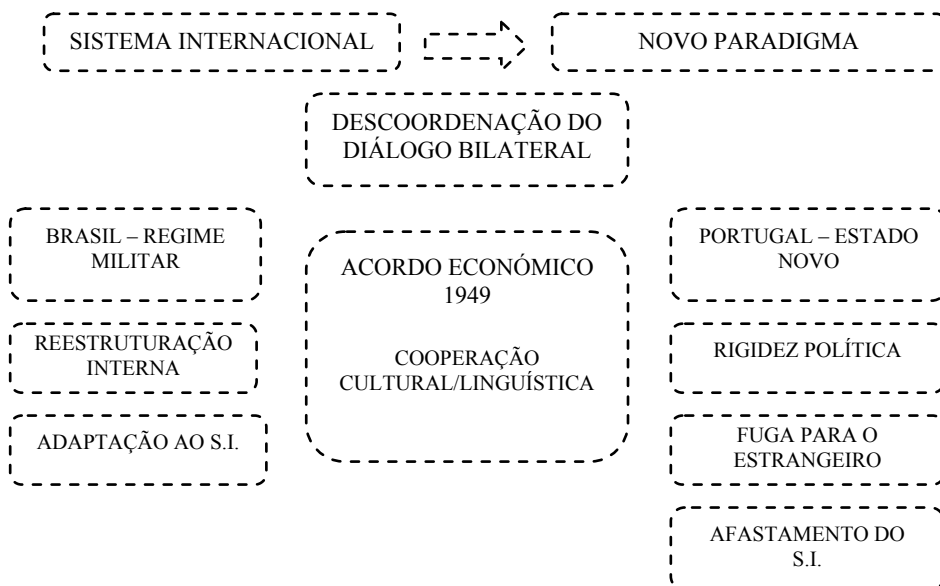 SISTEMA INTERNACIONAL
NOVO PARADIGMA
DESCOORDENAÇÃO DO
DIÁLOGO BILATERAL
BRASIL – REGIME
MILITAR
REESTRUTURAÇÃO
INTERNA
ADAPTAÇÃO AO S.I.
ACORDO ECONÓMICO
1949
COOPERAÇÃO
CULTURAL/LINGUÍSTICA
PORTUGAL – ESTADO
NOVO
RIGIDEZ POLÍTICA
FUGA PARA O
ESTRANGEIRO
AFASTAMENTO DO
S.I.